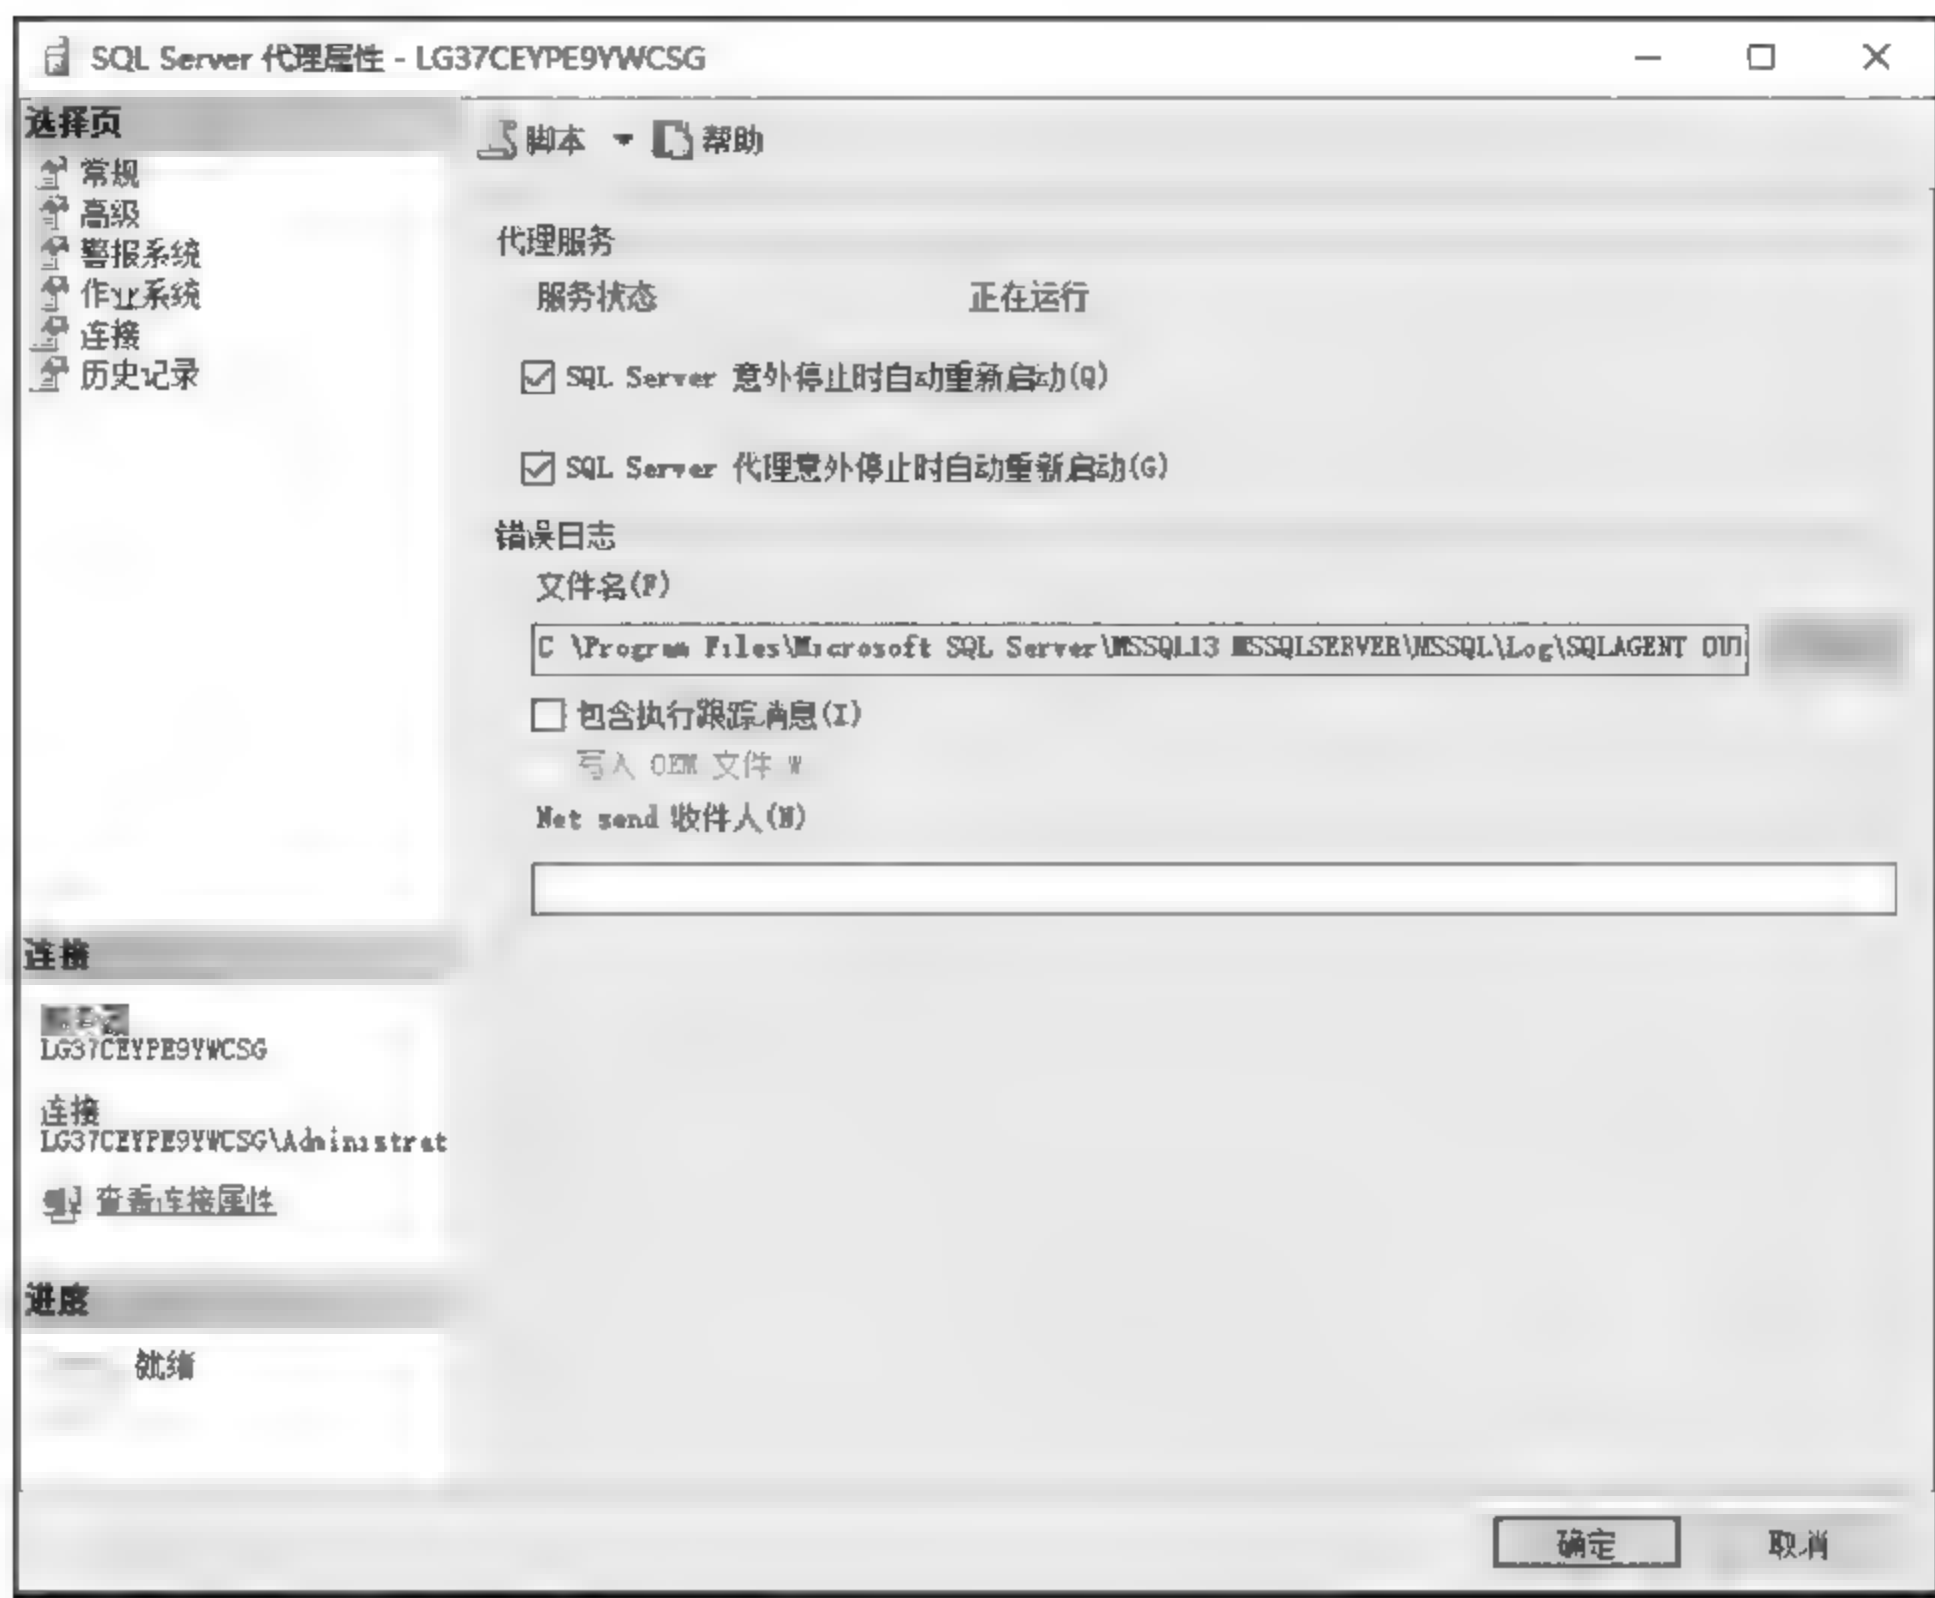 SQL Server 代理属性 - LG37CEYPE9YWCSG
选择页
常规
高级
警报系统
作业系统
连接
历史记录
脚本 帮助
代理服务
服务状态 正在运行
SQL Server 意外停止时自动重新启动(Q)
SQL Server 代理意外停止时自动重新启动(G)
错误日志
文件名(F)
C \Program Files\Microsoft SQL Server\MSSQL13 MSSQLSERVER\MSSQL\Log\SQLAGENT OUT
包含执行跟踪消息(I)
写入 OEM 文件 W
Net send 收件人(N)
连接
LG37CEYPE9YWCSG
连接
LG37CEYPE9YWCSG\Administrat
查看连接属性
进度
就绪
确定 取消